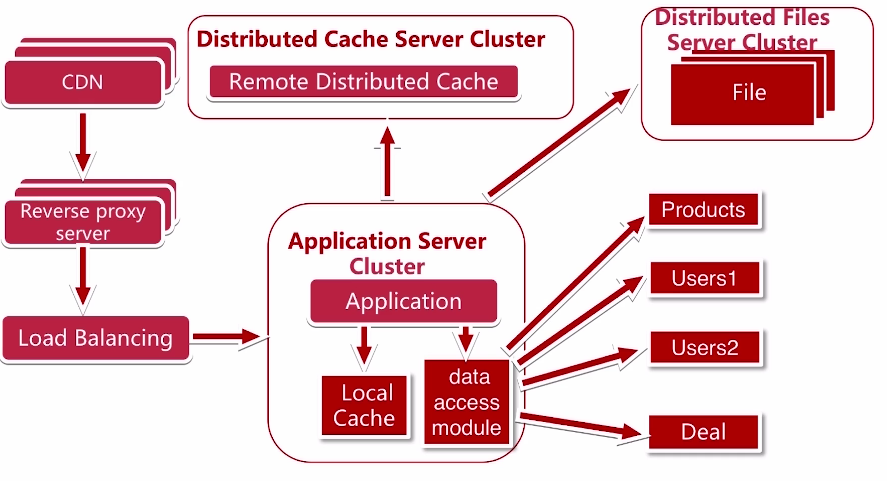 CDN
Reverse proxy
server
Load Balancing
Distributed Cache Server Cluster
Remote Distributed Cache
Distributed Files
Server Cluster
File
Application Server
Cluster
Application
Local
Cache
data
access
module
Products
Users1
Users2
Deal